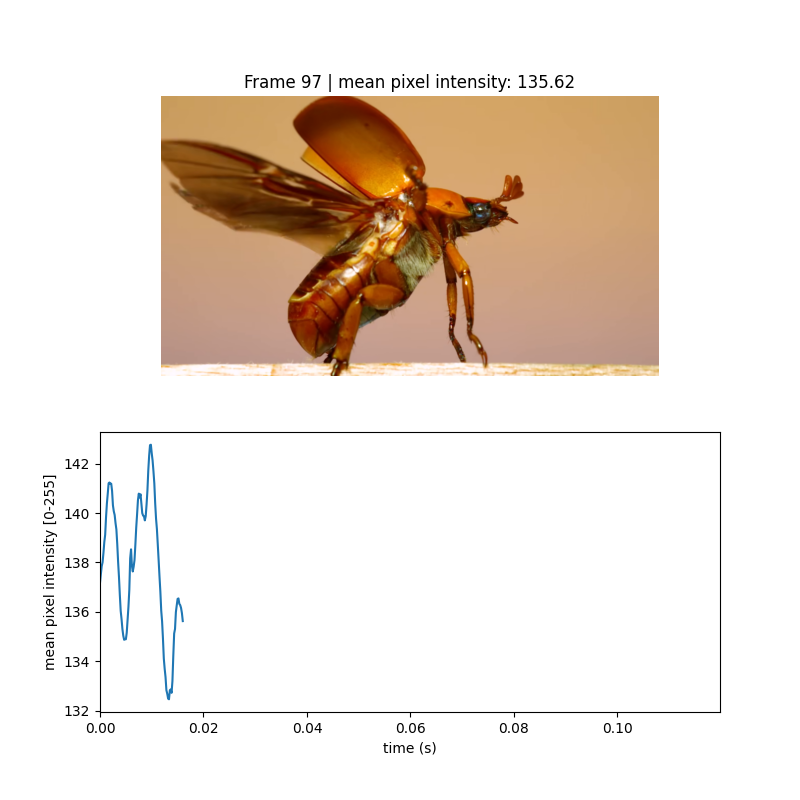 Frame 97 | mean pixel intensity: 135.62
142
140
138
136
134
132
mean pixel intensity [0-255]
0.00 0.02 0.04 0.06 0.08 0.10
time (s)